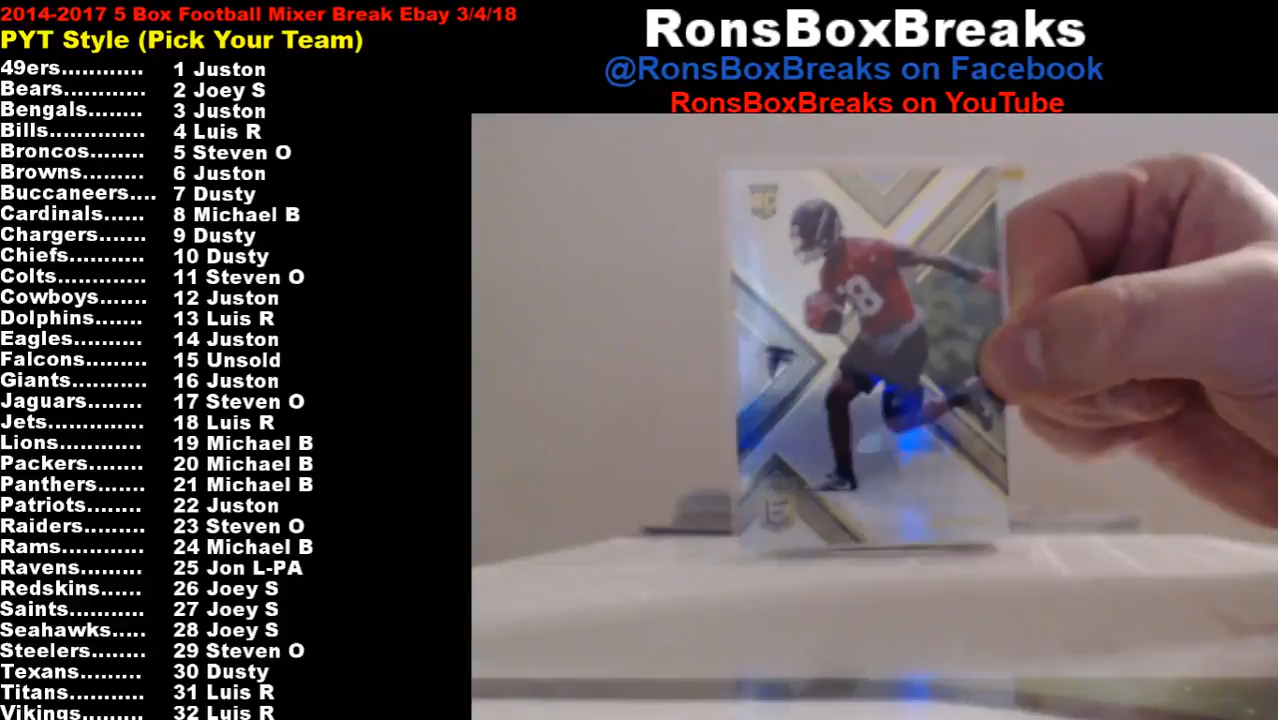 2014-2017 5 Box Football Mixer Break Ebay 3/4/18
PYT Style (Pick Your Team)
49ers............ 1 Juston
Bears............ 2 Joey S
Bengals........ 3 Juston
Bills.............. 4 Luis R
Broncos........ 5 Steven O
Browns.......... 6 Juston
Buccaneers.... 7 Dusty
Cardinals...... 8 Michael B
Chargers....... 9 Dusty
Chiefs........... 10 Dusty
Colts............. 11 Steven O
Cowboys....... 12 Juston
Dolphins....... 13 Luis R
Eagles.......... 14 Juston
Falcons......... 15 Unsold
Giants........... 16 Juston
Jaguars........ 17 Steven O
Jets.............. 18 Luis R
Lions............ 19 Michael B
Packers........ 20 Michael B
Panthers....... 21 Michael B
Patriots........ 22 Juston
Raiders......... 23 Steven O
Rams............ 24 Michael B
Ravens......... 25 Jon L-PA
Redskins...... 26 Joey S
Saints........... 27 Joey S
Seahawks..... 28 Joey S
Steelers........ 29 Steven O
Texans......... 30 Dusty
Titans........... 31 Luis R
Vikings......... 32 Luis R
RonsBoxBreaks
@RonsBoxBreaks on Facebook
RonsBoxBreaks on YouTube
RC
8
E